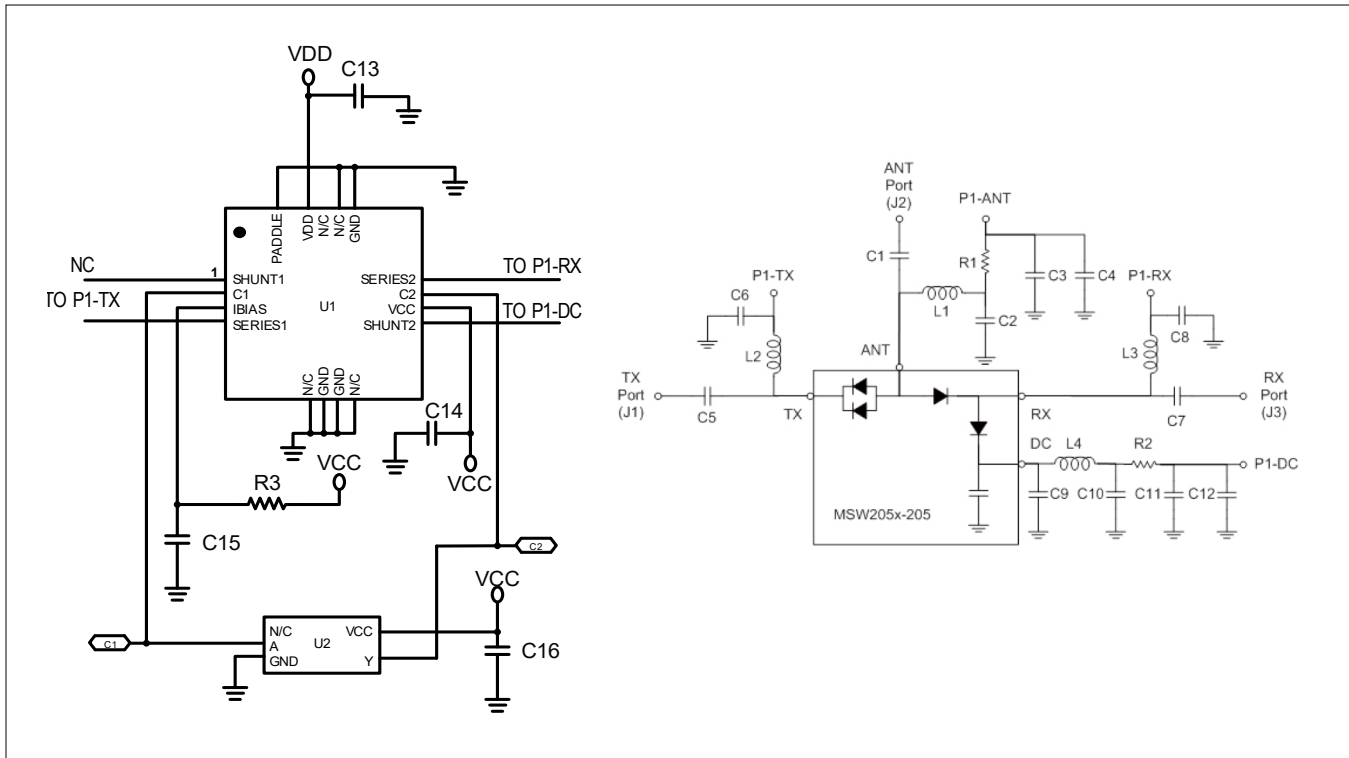 VDD
C13
PADDLE
VDD
N/C
N/C
GND
NC
1
SHUNT1
C1
IBIAS
SERIES1
TO P1-TX
U1
SERIES2
C2
VCC
SHUNT2
TO P1-RX
TO P1-DC
N/C
GND
GND
N/C
C14
VCC
VCC
R3
C15
C2
VCC
C1
N/C
A
GND
U2
VCC
Y
C16
ANT
Port
(J2)
P1-ANT
C1
R1
C3
C4
P1-TX
P1-RX
C6
L1
C2
C8
L2
L3
ANT
TX
Port
(J1)
C5
TX
RX
C7
RX
Port
(J3)
DC
L4
R2
P1-DC
C9
C10
C11
C12
MSW205x-205